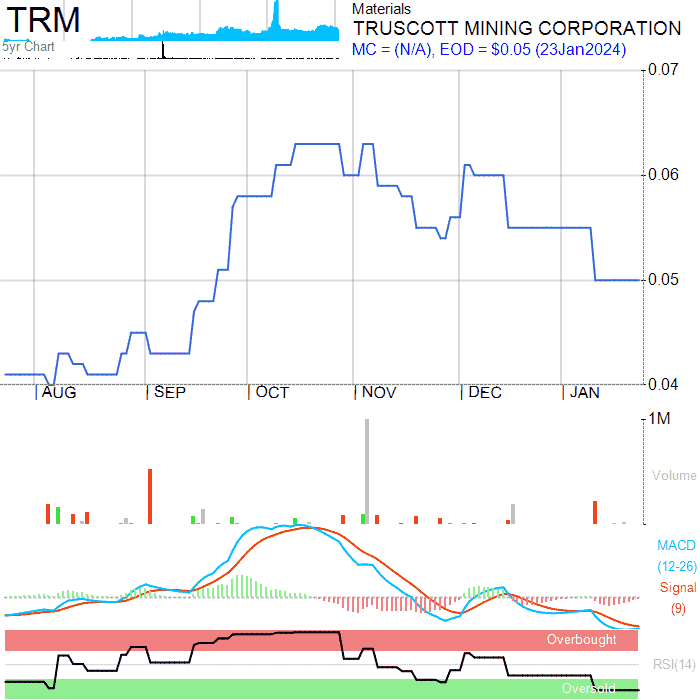 TRM
5yr Chart
Materials
TRUSCOTT MINING CORPORATION
MC = (N/A), EOD = $0.05 (23Jan2024)
0.07
0.06
0.05
0.04
AUG SEP OCT NOV DEC JAN
1M
Volume
MACD
(12-26)
Signal
(9)
Overbought
RSI(14)
Oversold